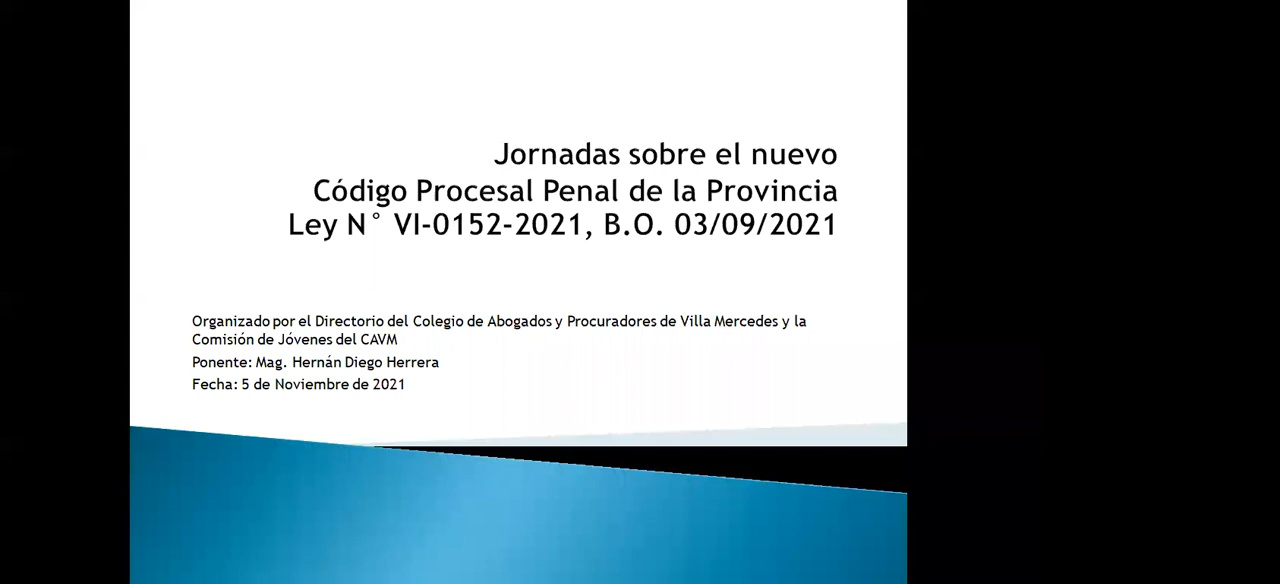 Jornadas sobre el nuevo
Código Procesal Penal de la Provincia
Ley N° VI-0152-2021, B.O. 03/09/2021
Organizado por el Directorio del Colegio de Abogados y Procuradores de Villa Mercedes y la
Comisión de Jóvenes del CAVM
Ponente: Mag. Hernán Diego Herrera
Fecha: 5 de Noviembre de 2021